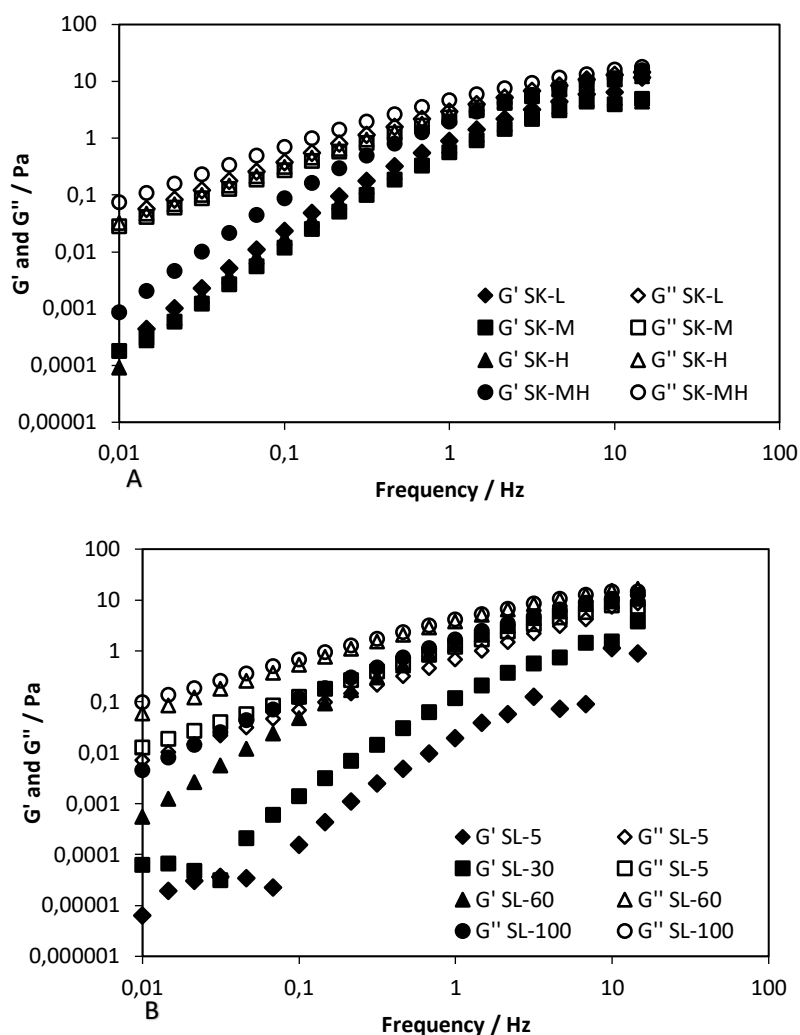 100
10
1
0,1
0,01
0,001
0,0001
0,00001
G' and G'' / Pa
G' SK-L G'' SK-L
G' SK-M G'' SK-M
G' SK-H G'' SK-H
G' SK-MH G'' SK-MH
0,01 0,1 1 10 100
A
Frequency / Hz
100
10
1
0,1
0,01
0,001
0,0001
0,00001
0,000001
G' and G'' / Pa
G' SL-5 G'' SL-5
G' SL-30 G'' SL-5
G' SL-60 G'' SL-60
G'' SL-100 G'' SL-100
0,01 0,1 1 10 100
B
Frequency / Hz